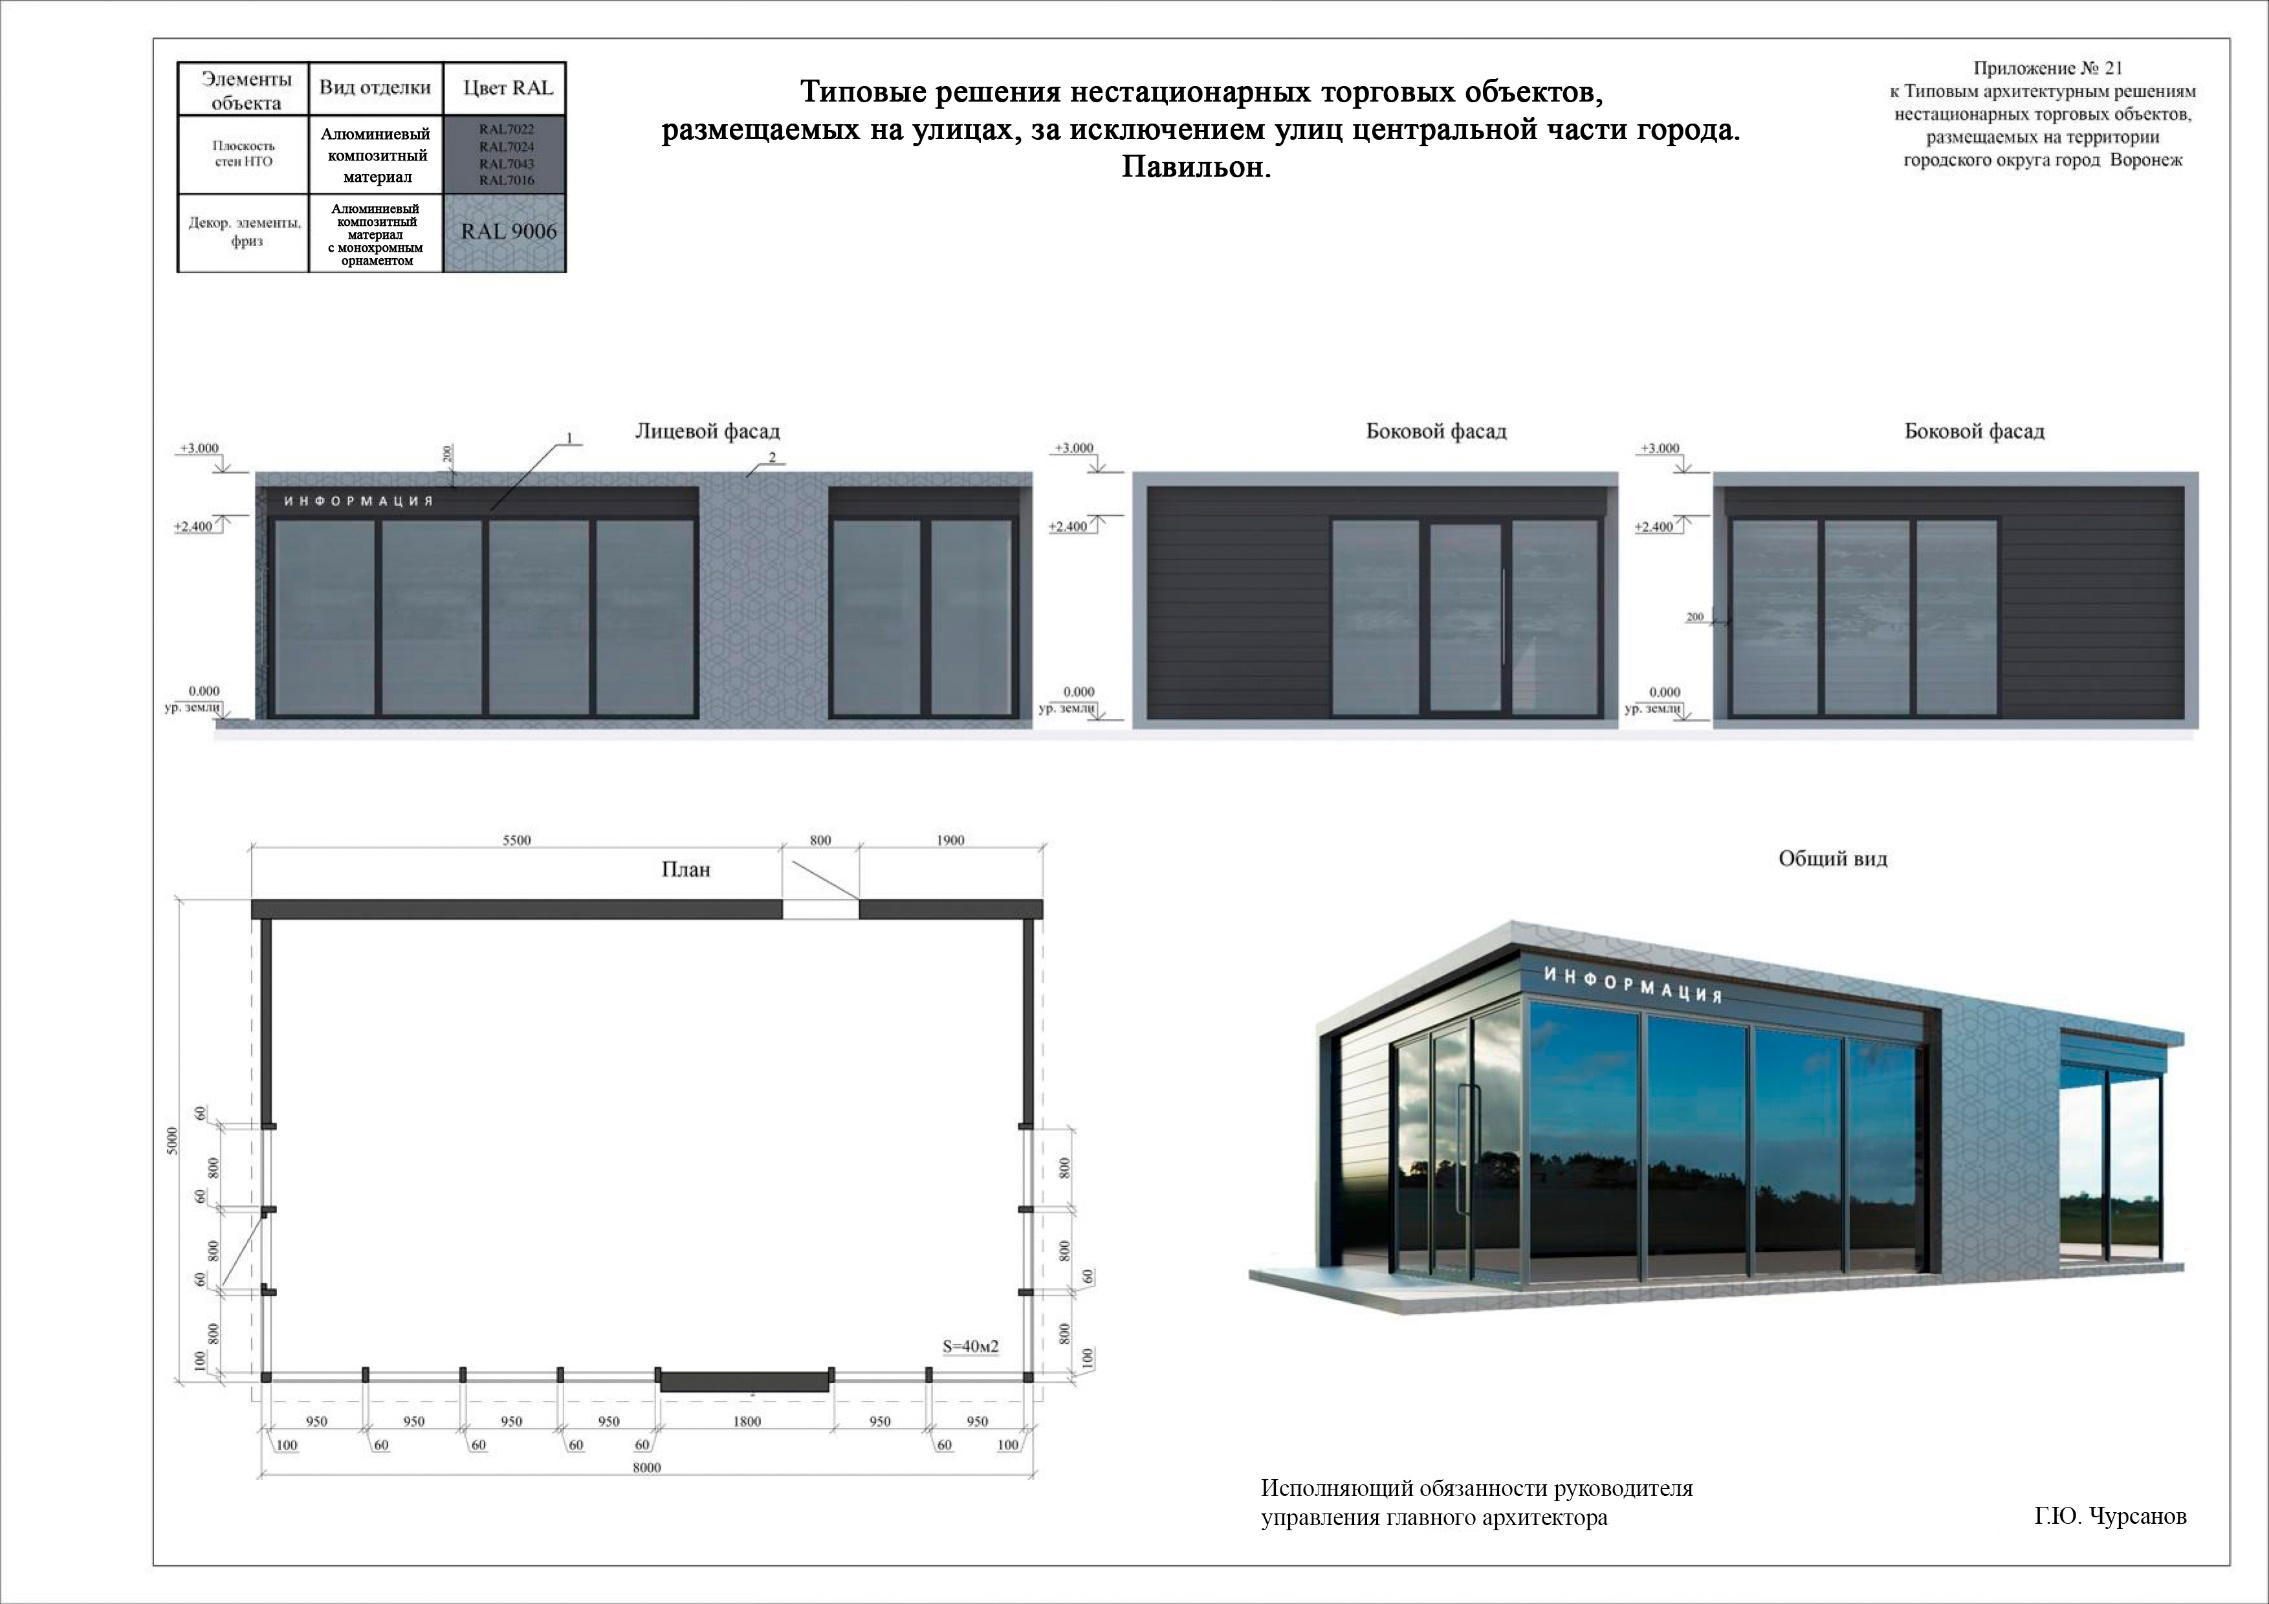 Элементы
объекта
Вид отделки
Цвет RAL
Плоскость
стен НТО
Алюминиевый
композитный
материал
RAL7022
RAL7024
RAL7043
RAL7016
Декор. элементы,
фриз
Алюминиевый
композитный
материал
с монохромным
орнаментом
RAL 9006
Типовые решения нестационарных торговых объектов,
размещаемых на улицах, за исключением улиц центральной части города.
Павильон.
Приложение № 21
к Типовым архитектурным решениям
нестационарных торговых объектов,
размещаемых на территории
городского округа город Воронеж
Лицевой фасад
+3.000
200
1
2
ИНФОРМАЦИЯ
+2.400
0.000
ур. земли
Боковой фасад
+3.000
+2.400
0.000
ур. земли
Боковой фасад
+3.000
+2.400
200
0.000
ур. земли
5500
800
1900
План
5000
60
800
60
800
60
800
100
800
800
60
800
100
S=40м2
950
950
950
950
1800
950
950
100
60
60
60
60
60
100
8000
Общий вид
ИНФОРМАЦИЯ
Исполняющий обязанности руководителя
управления главного архитектора
Г.Ю. Чурсанов